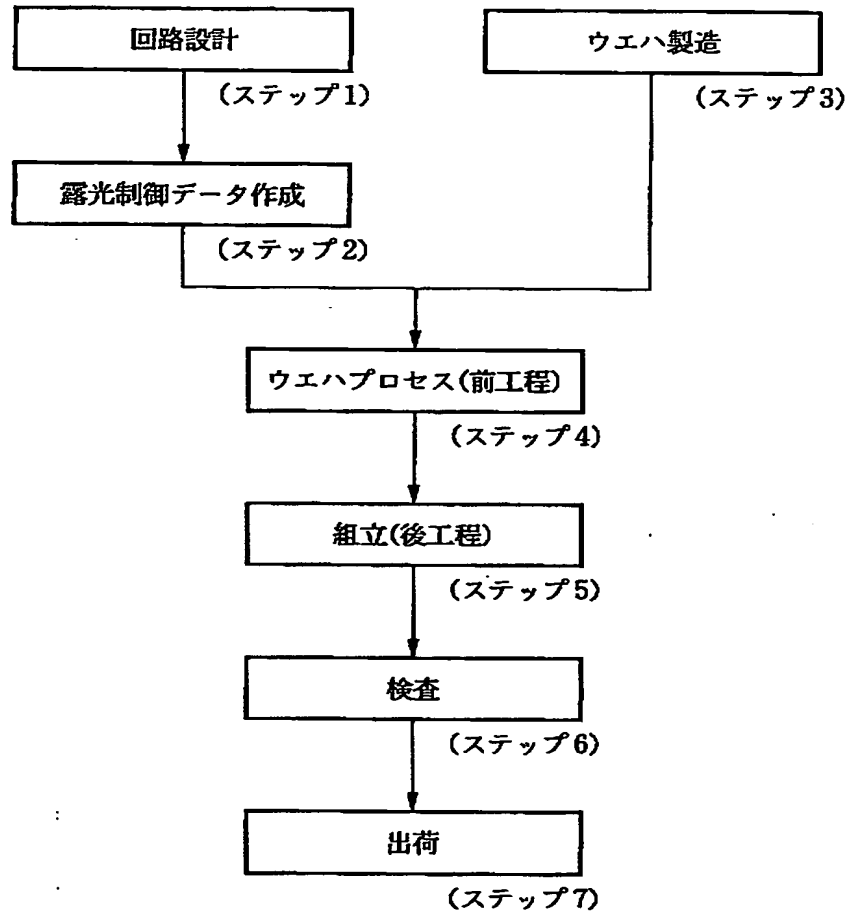 回路設計
(ステップ1)
ウエハ製造
(ステップ3)
露光制御データ作成
(ステップ2)
ウエハプロセス(前工程)
(ステップ4)
組立(後工程)
(ステップ5)
検査
(ステップ6)
出荷
(ステップ7)